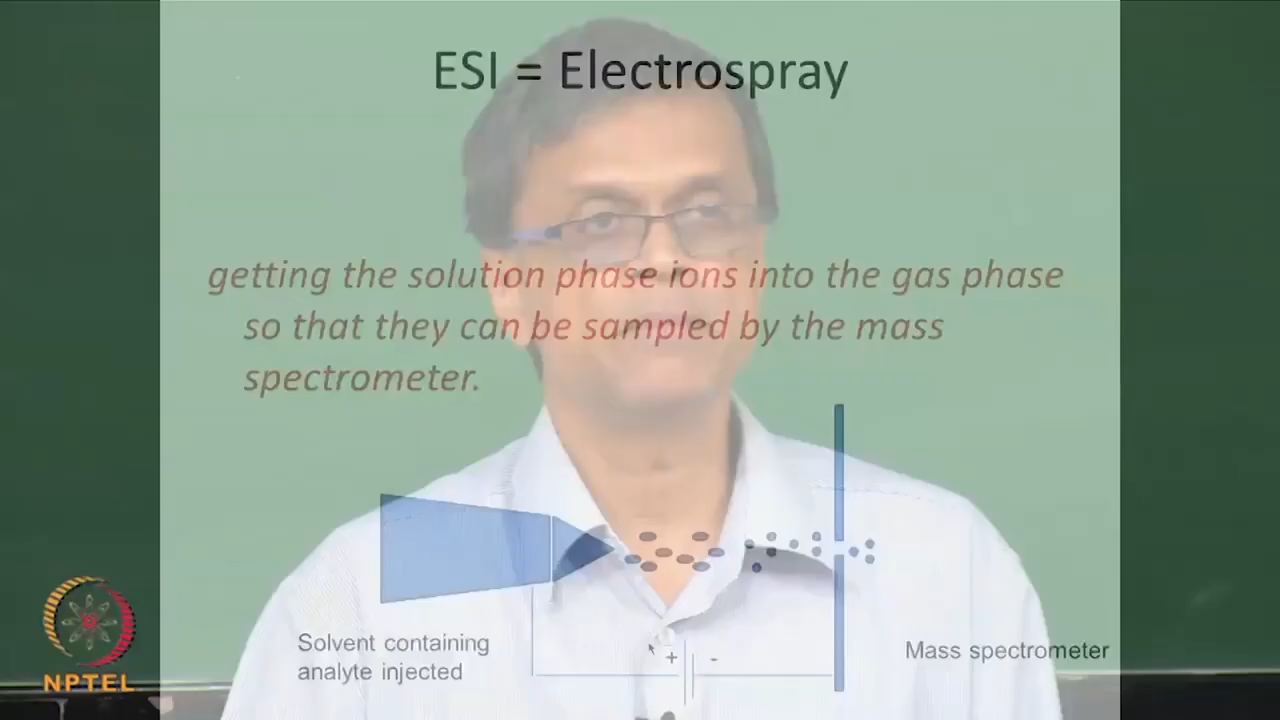 ESI = Electrospray
getting the solution phase ions into the gas phase
so that they can be sampled by the mass
spectrometer.
Solvent containing
analyte injected
+ -
Mass spectrometer
NPTEL